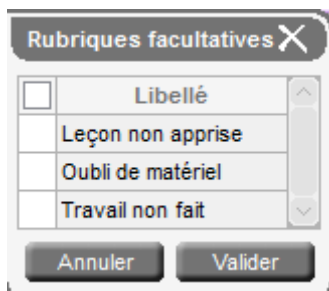 Rubriques facultatives
Libellé
Leçon non apprise
Oubli de matériel
Travail non fait
Annuler Valider